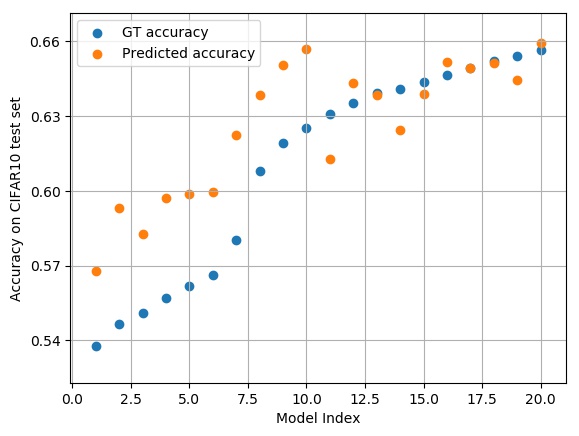 GT accuracy
Predicted accuracy
Accuracy on CIFAR10 test set
0.66
0.63
0.60
0.57
0.54
0.0 2.5 5.0 7.5 10.0 12.5 15.0 17.5 20.0
Model Index